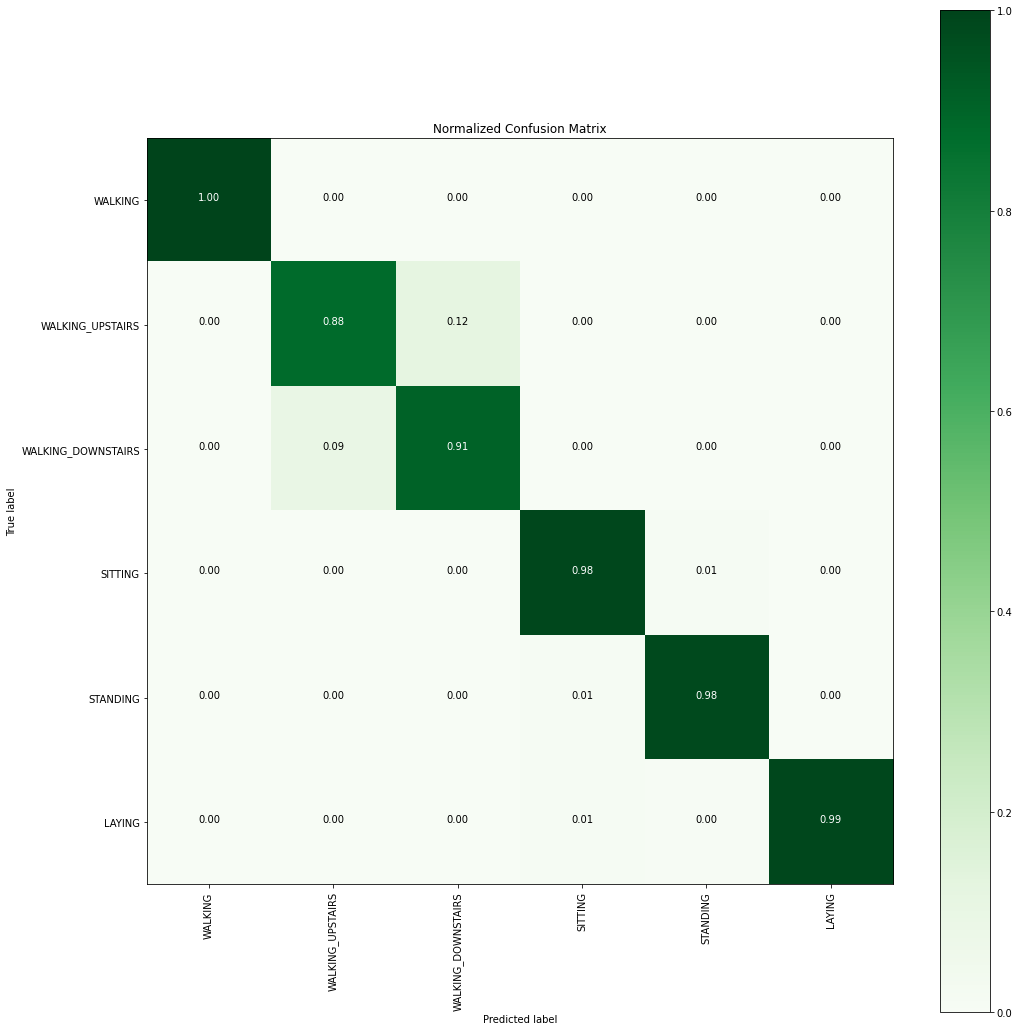 Normalized Confusion Matrix
True label
WALKING 1.00 0.00 0.00 0.00 0.00 0.00
WALKING_UPSTAIRS 0.00 0.88 0.12 0.00 0.00 0.00
WALKING_DOWNSTAIRS 0.00 0.09 0.91 0.00 0.00 0.00
SITTING 0.00 0.00 0.00 0.98 0.01 0.00
STANDING 0.00 0.00 0.00 0.01 0.98 0.00
LAYING 0.00 0.00 0.00 0.01 0.00 0.99
WALKING
WALKING_UPSTAIRS
WALKING_DOWNSTAIRS
SITTING
STANDING
LAYING
Predicted label
1.0
0.8
0.6
0.4
0.2
0.0